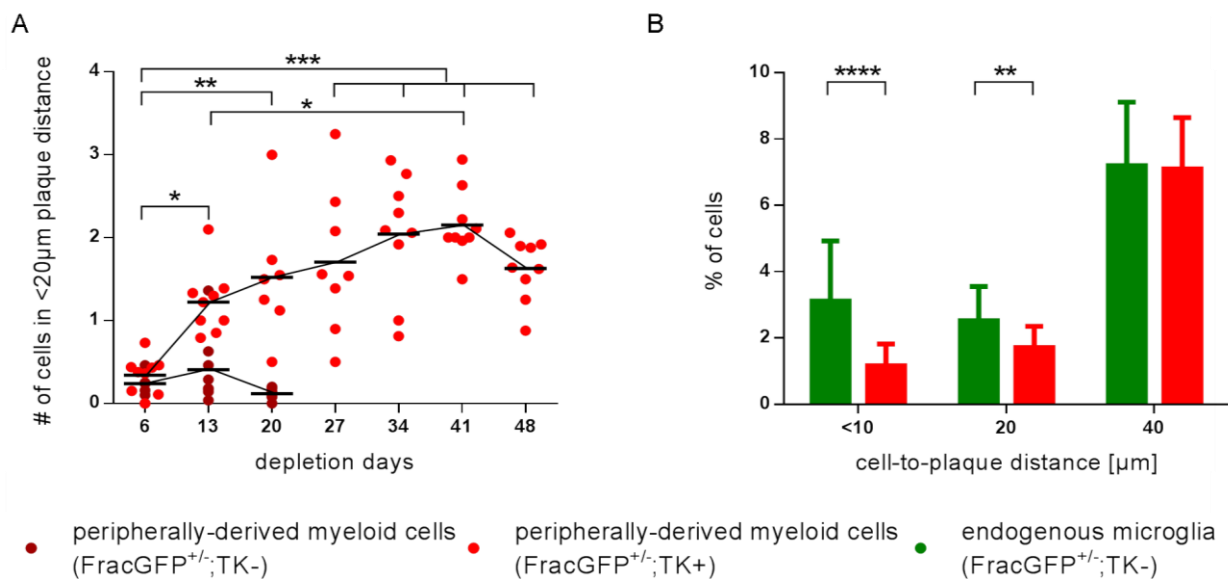 A
B
***
**
*
*
# of cells in <20µm plaque distance
4
3
2
1
0
6 13 20 27 34 41 48
depletion days
****
**
% of cells
10
8
6
4
2
0
<10 20 40
cell-to-plaque distance [µm]
peripherally-derived myeloid cells
(FracGFP+/-;TK-)
peripherally-derived myeloid cells
(FracGFP+/-;TK+)
endogenous microglia
(FracGFP+/-;TK-)